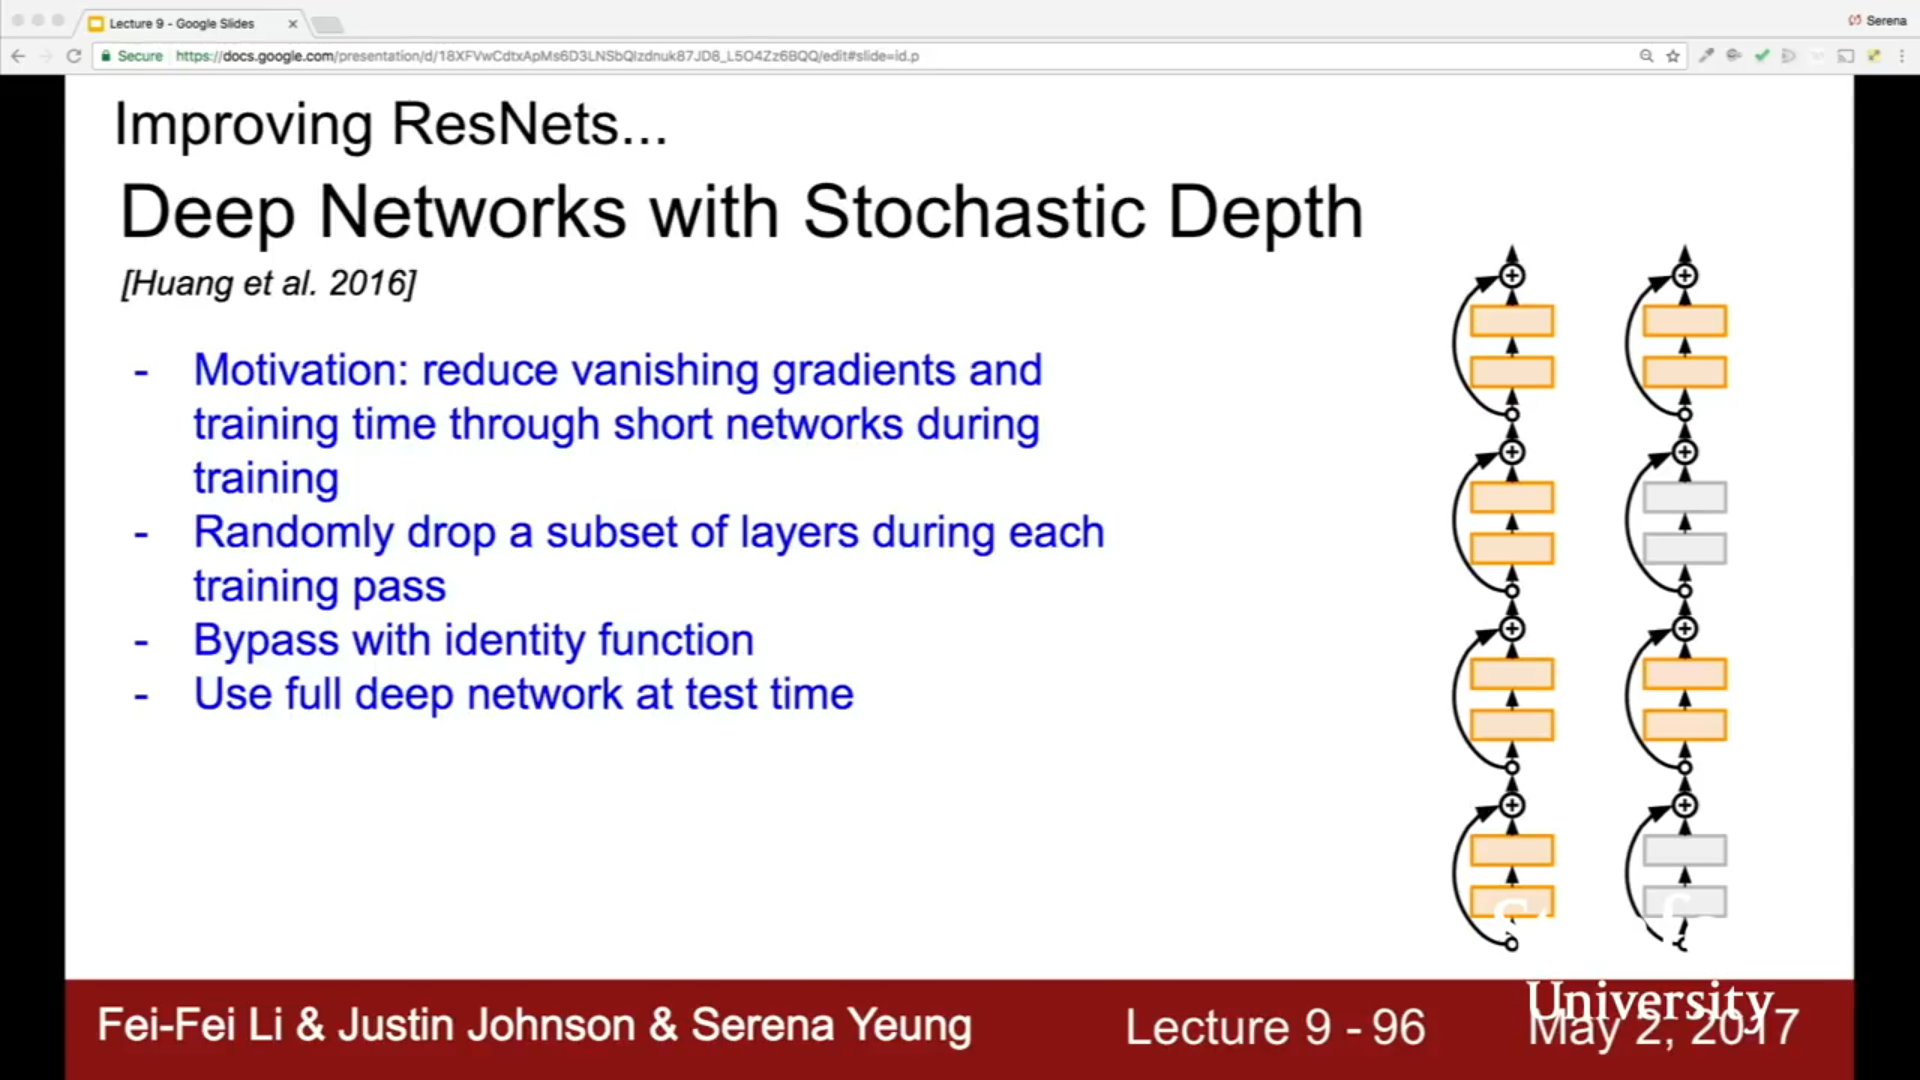 Lecture 9 - Google Slides
Serena
Secure https://docs.google.com/presentation/d/18XFVwCdtxApMs6D3LNSbQIzdnuk87JD8_L5O4Zz6BQQ/edit#slide=id.p
Improving ResNets...
Deep Networks with Stochastic Depth
[Huang et al. 2016]
- Motivation: reduce vanishing gradients and
training time through short networks during
training
- Randomly drop a subset of layers during each
training pass
- Bypass with identity function
- Use full deep network at test time
Fei-Fei Li & Justin Johnson & Serena Yeung
Lecture 9 - 96
University
May 2, 2017